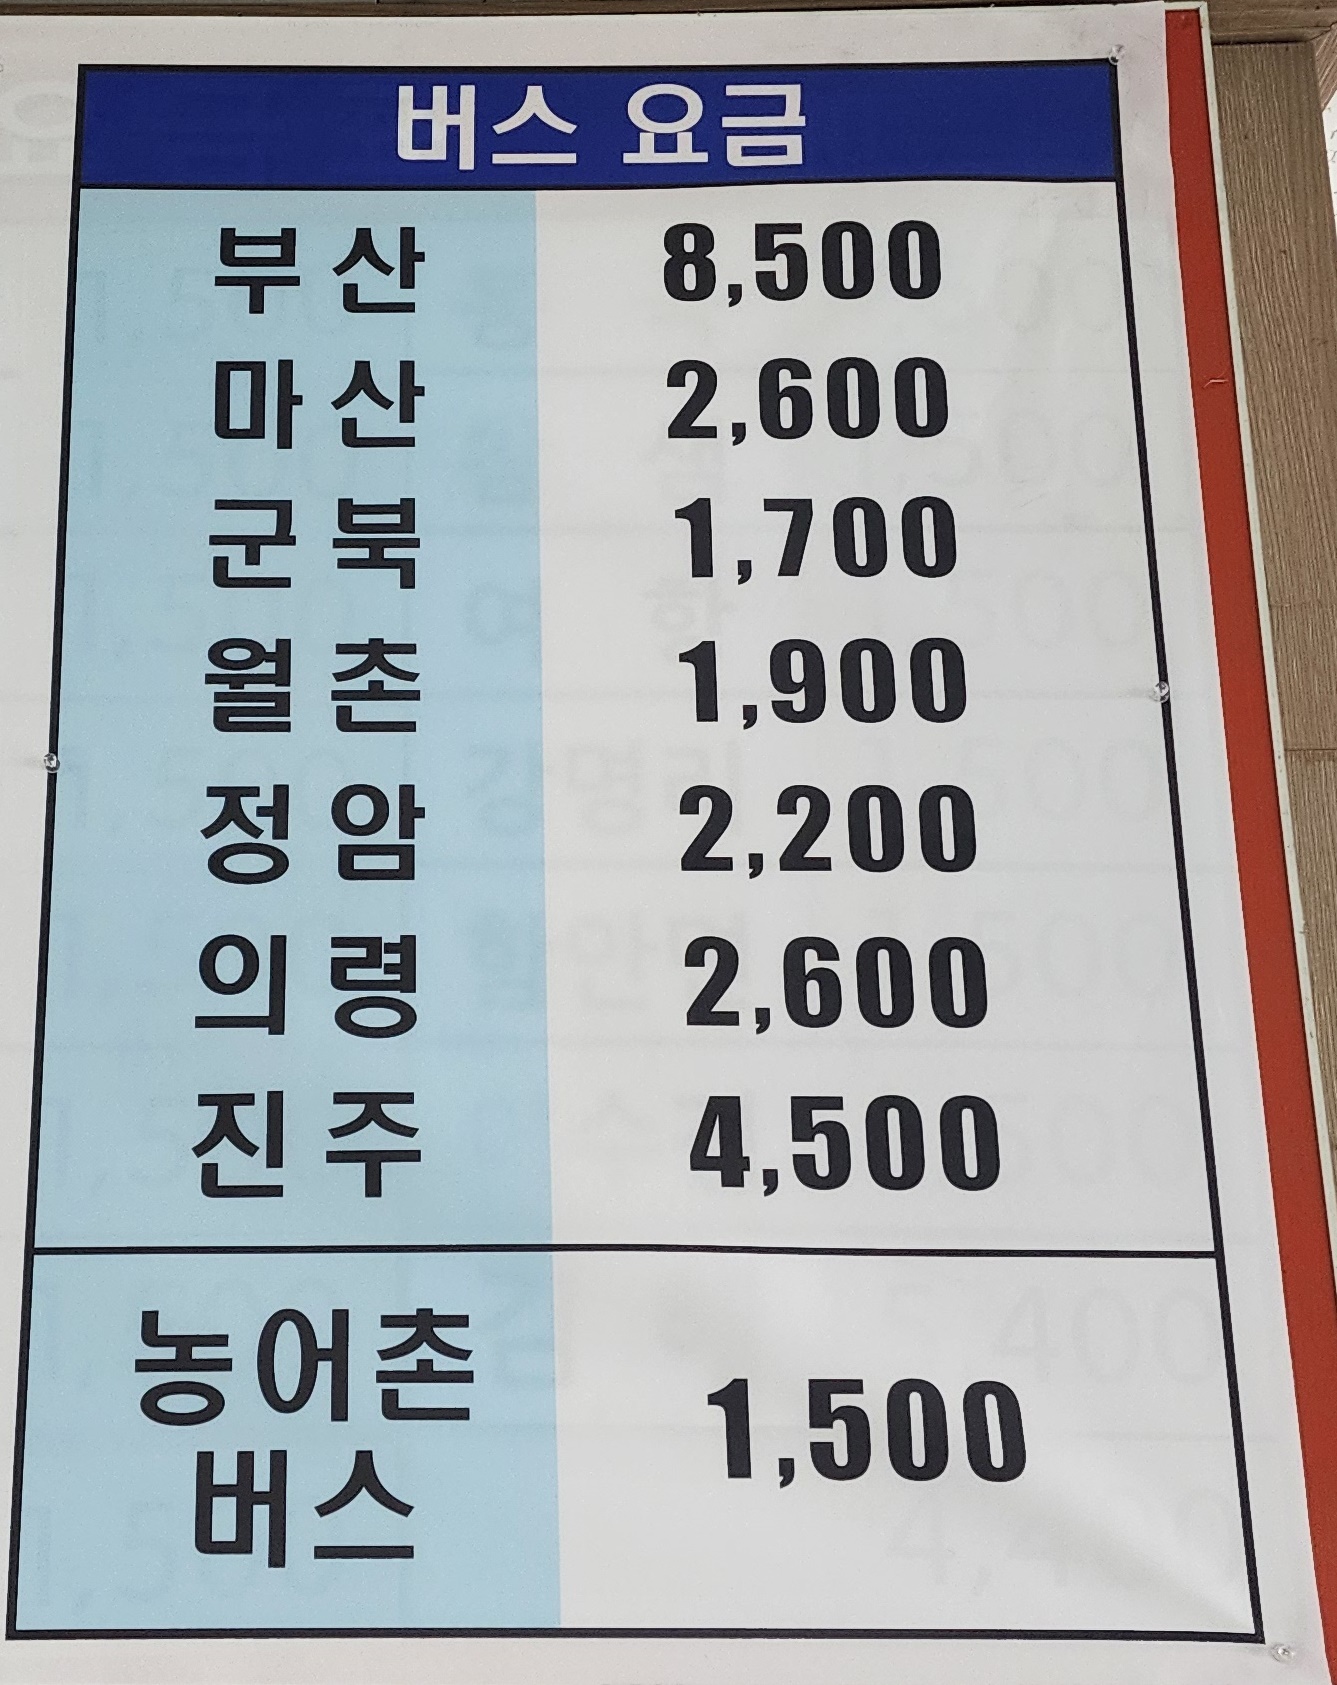 버스 요금
부산 8,500
마산 2,600
군북 1,700
월촌 1,900
정암 2,200
의령 2,600
진주 4,500
농어촌
버스 1,500